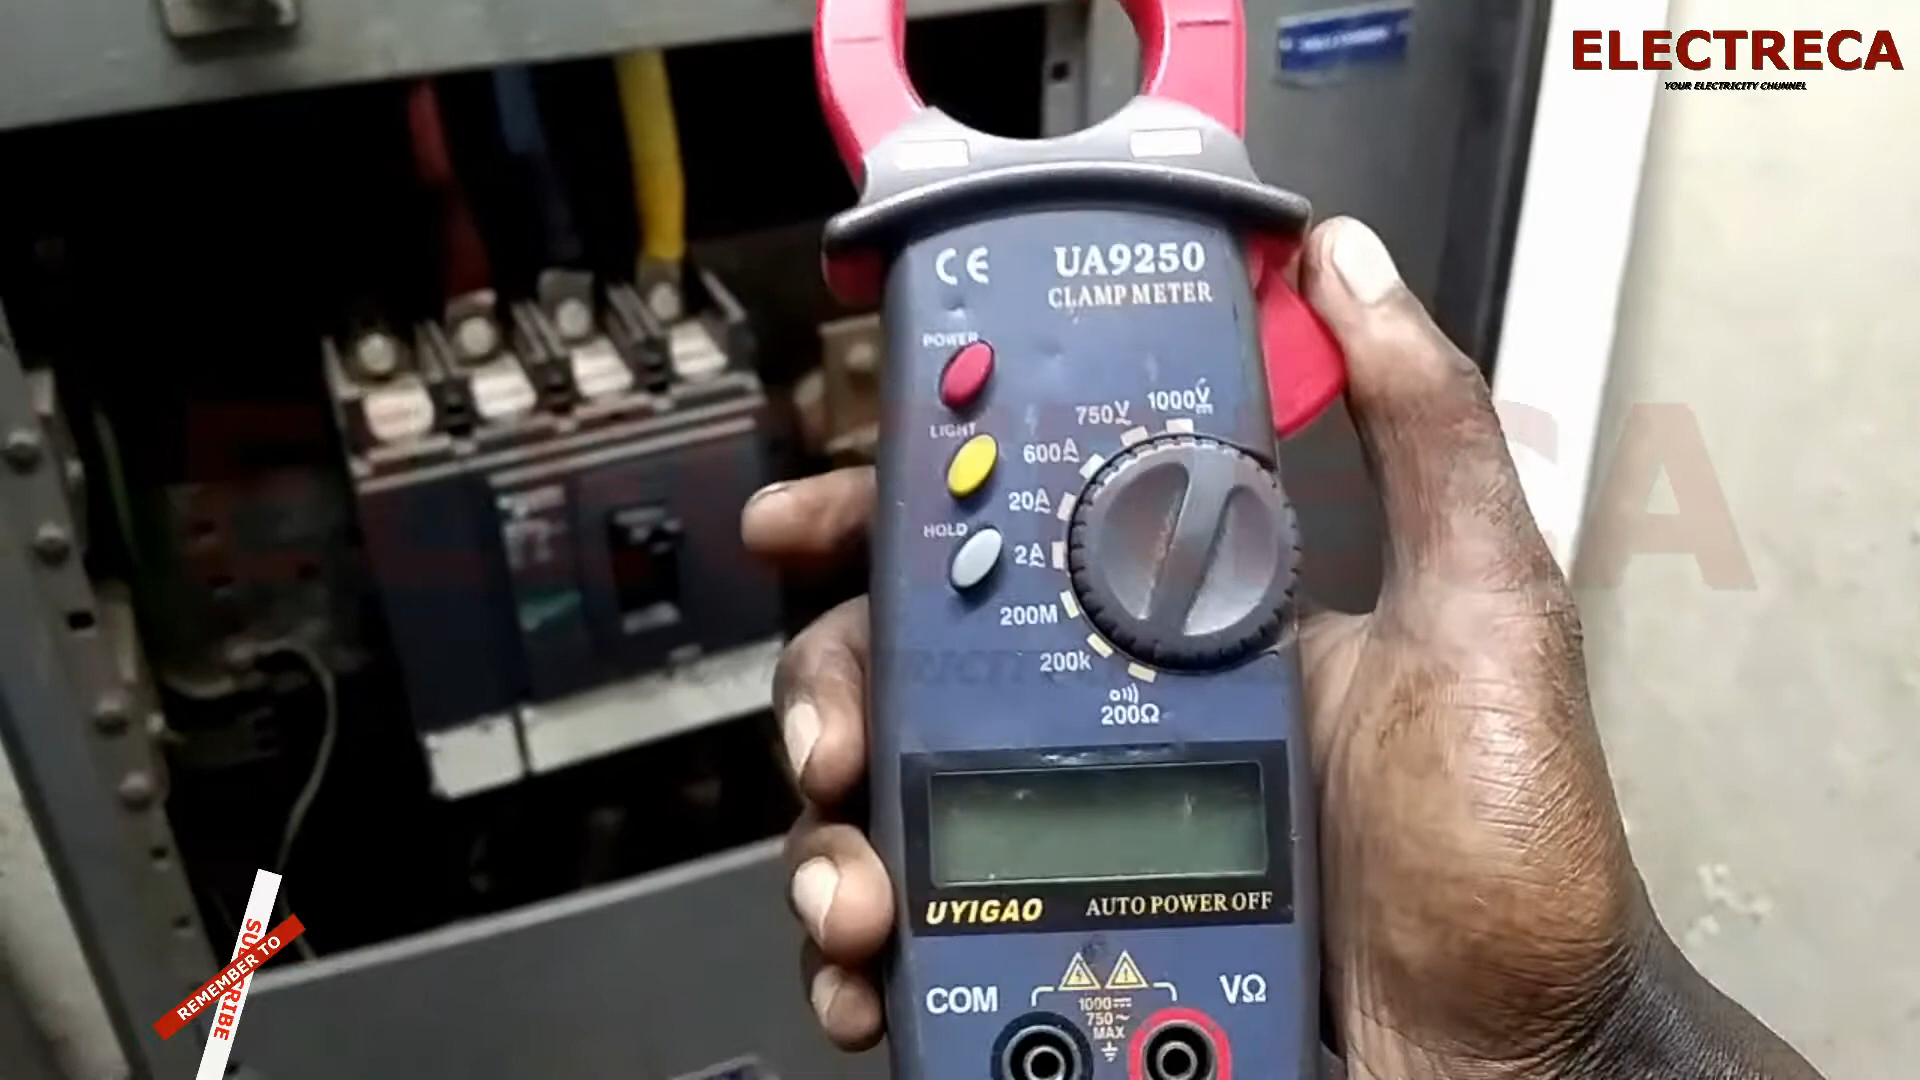 ELECTRECA
YOUR ELECTRICITY CHUNNEL
CE
UA9250
CLAMP METER
POWER
LIGHT
HOLD
1000V
750V
600A
20A
2A
200M
200k
200Ω
UYIGAO
AUTO POWER OFF
COM
VΩ
1000
750~
MAX
REMEMBER TO
SUBSCRIBE